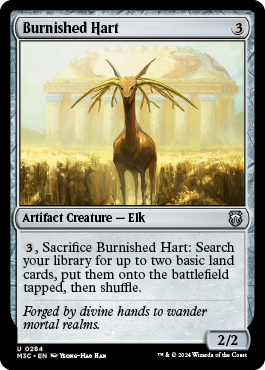 Burnished Hart 3
Artifact Creature — Elk
3, Sacrifice Burnished Hart: Search
your library for up to two basic land
cards, put them onto the battlefield
tapped, then shuffle.
Forged by divine hands to wander
mortal realms.
2/2
U 0284
M3C • EN Yeong-Hao Han
™ & © 2024 Wizards of the Coast